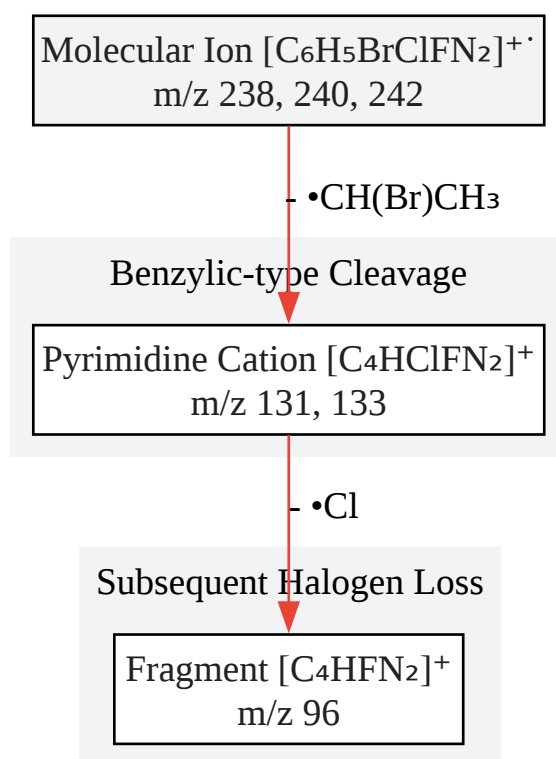 Molecular Ion [C₆H₅BrClFN₂]⁺˙
m/z 238, 240, 242
- •CH(Br)CH₃
Benzylic-type Cleavage
Pyrimidine Cation [C₄HClFN₂]⁺
m/z 131, 133
- •Cl
Subsequent Halogen Loss
Fragment [C₄HFN₂]⁺
m/z 96